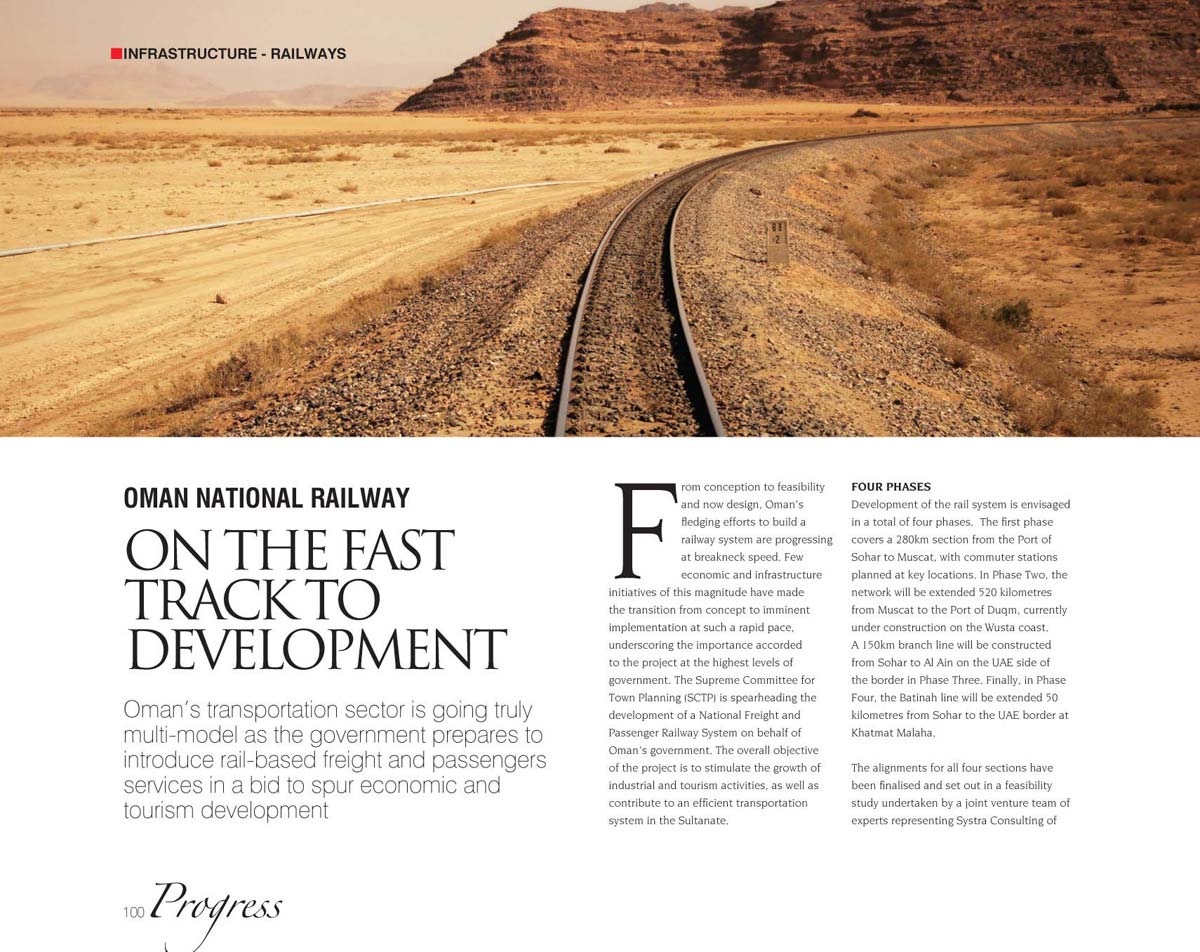 INFRASTRUCTURE - RAILWAYS
88
2
OMAN NATIONAL RAILWAY
ON THE FAST
TRACK TO
DEVELOPMENT
Oman's transportation sector is going truly
multi-model as the government prepares to
introduce rail-based freight and passengers
services in a bid to spur economic and
tourism development
From conception to feasibility
and now design, Oman's
fledging efforts to build a
railway system are progressing
at breakneck speed. Few
economic and infrastructure
initiatives of this magnitude have made
the transition from concept to imminent
implementation at such a rapid pace,
underscoring the importance accorded
to the project at the highest levels of
government. The Supreme Committee for
Town Planning (SCTP) is spearheading the
development of a National Freight and
Passenger Railway System on behalf of
Oman's government. The overall objective
of the project is to stimulate the growth of
industrial and tourism activities, as well as
contribute to an efficient transportation
system in the Sultanate.
FOUR PHASES
Development of the rail system is envisaged
in a total of four phases. The first phase
covers a 280km section from the Port of
Sohar to Muscat, with commuter stations
planned at key locations. In Phase Two, the
network will be extended 520 kilometres
from Muscat to the Port of Duqm, currently
under construction on the Wusta coast.
A 150km branch line will be constructed
from Sohar to Al Ain on the UAE side of
the border in Phase Three. Finally, in Phase
Four, the Batinah line will be extended 50
kilometres from Sohar to the UAE border at
Khatmat Malaha.
The alignments for all four sections have
been finalised and set out in a feasibility
study undertaken by a joint venture team of
experts representing Systra Consulting of
100 Progress